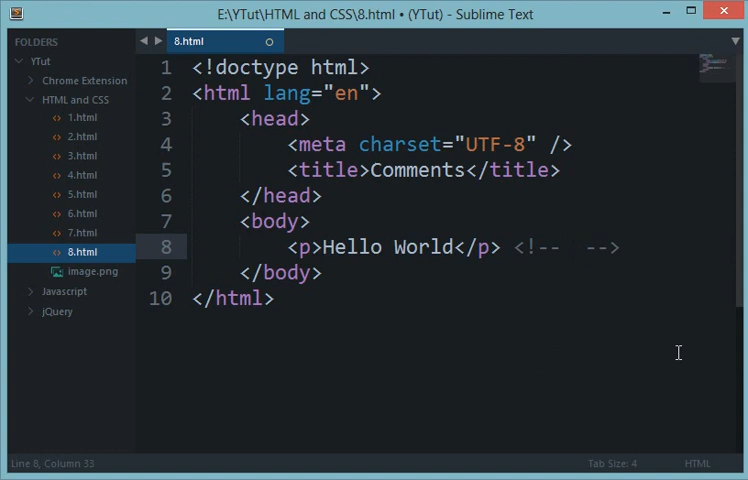 E:\YTut\HTML and CSS\8.html • (YTut) - Sublime Text
FOLDERS
YTut
Chrome Extension
HTML and CSS
1.html
2.html
3.html
4.html
5.html
6.html
7.html
8.html
image.png
Javascript
jQuery
8.html
1 <!doctype html>
2 <html lang="en">
3 <head>
4 <meta charset="UTF-8" />
5 <title>Comments</title>
6 </head>
7 <body>
8 <p>Hello World</p> <!--  -->
9 </body>
10 </html>
Line 8, Column 33
Tab Size: 4
HTML